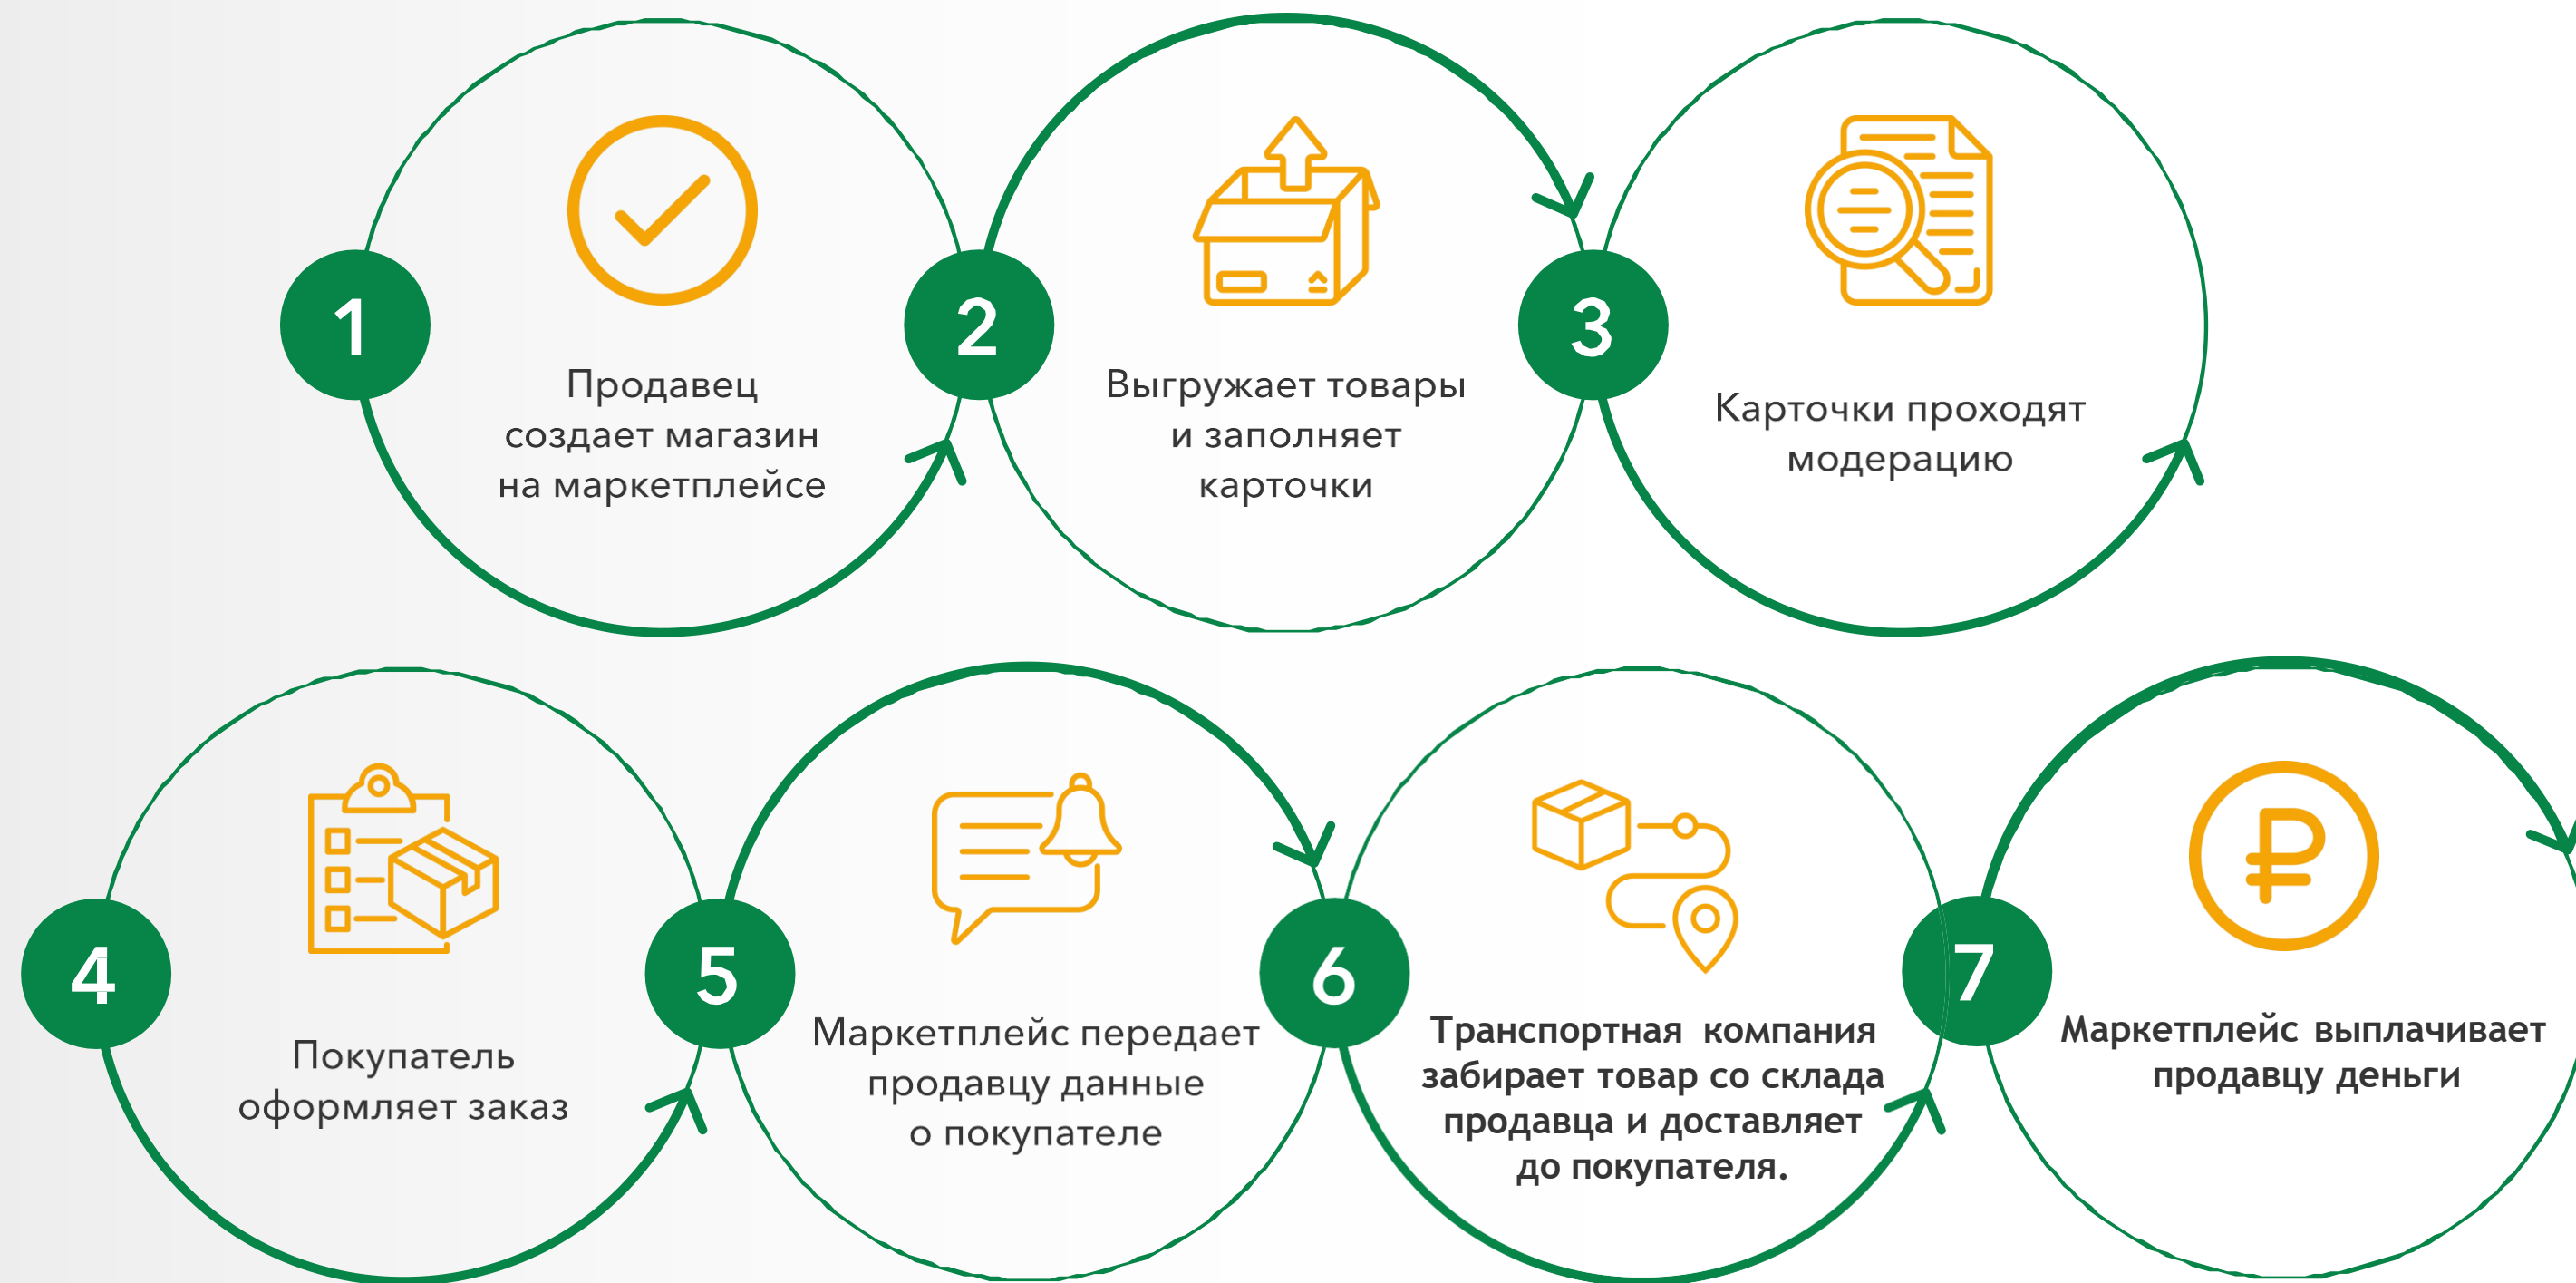 1
Продавец
создает магазин
на маркетплейсе
2
Выгружает товары
и заполняет
карточки
3
Карточки проходят
модерацию
4
Покупатель
оформляет заказ
5
Маркетплейс передает
продавцу данные
о покупателе
6
Транспортная компания
забирает товар со склада
продавца и доставляет
до покупателя.
7
₽
Маркетплейс выплачивает
продавцу деньги